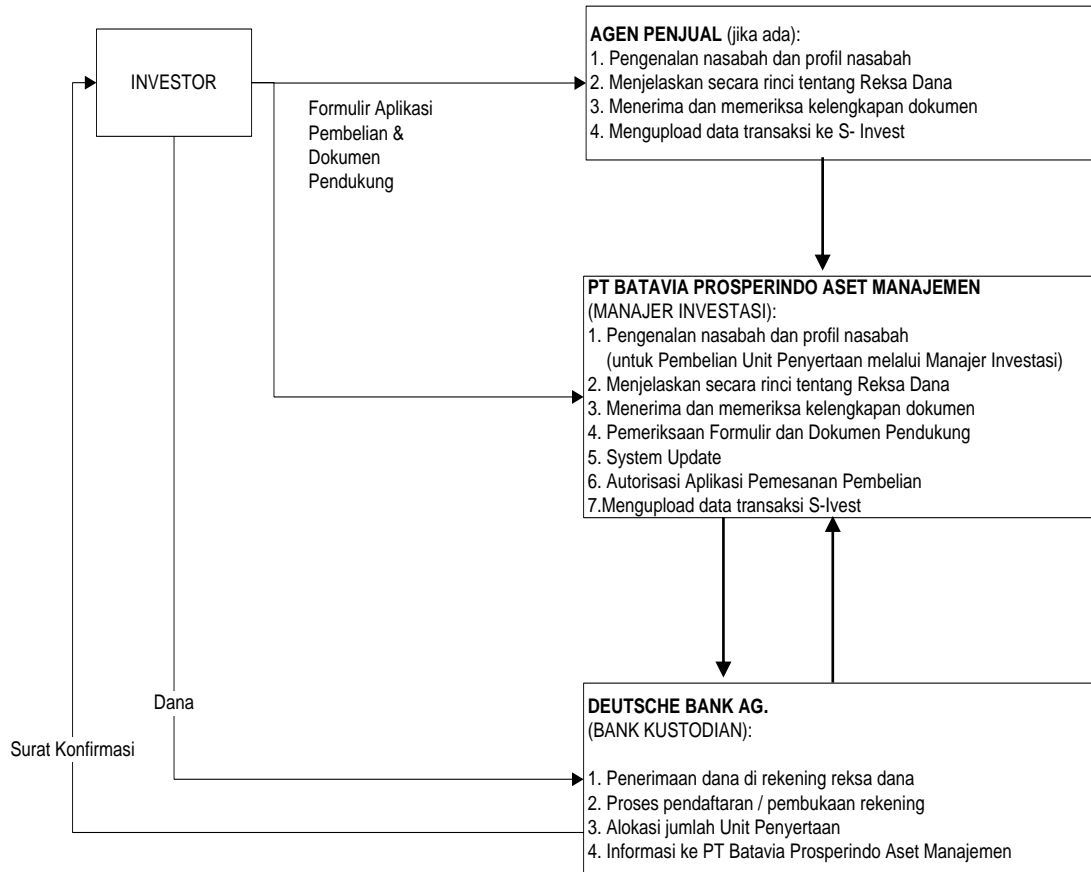 INVESTOR
Formulir Aplikasi
Pembelian &
Dokumen
Pendukung
AGEN PENJUAL (jika ada):
1. Pengenalan nasabah dan profil nasabah
2. Menjelaskan secara rinci tentang Reksa Dana
3. Menerima dan memeriksa kelengkapan dokumen
4. Mengupload data transaksi ke S- Invest
PT BATAVIA PROSPERINDO ASET MANAJEMEN
(MANAJER INVESTASI):
1. Pengenalan nasabah dan profil nasabah
(untuk Pembelian Unit Penyertaan melalui Manajer Investasi)
2. Menjelaskan secara rinci tentang Reksa Dana
3. Menerima dan memeriksa kelengkapan dokumen
4. Pemeriksaan Formulir dan Dokumen Pendukung
5. System Update
6. Autorisasi Aplikasi Pemesanan Pembelian
7.Mengupload data transaksi S-Ivest
Dana
Surat Konfirmasi
DEUTSCHE BANK AG.
(BANK KUSTODIAN):
1. Penerimaan dana di rekening reksa dana
2. Proses pendaftaran / pembukaan rekening
3. Alokasi jumlah Unit Penyertaan
4. Informasi ke PT Batavia Prosperindo Aset Manajemen